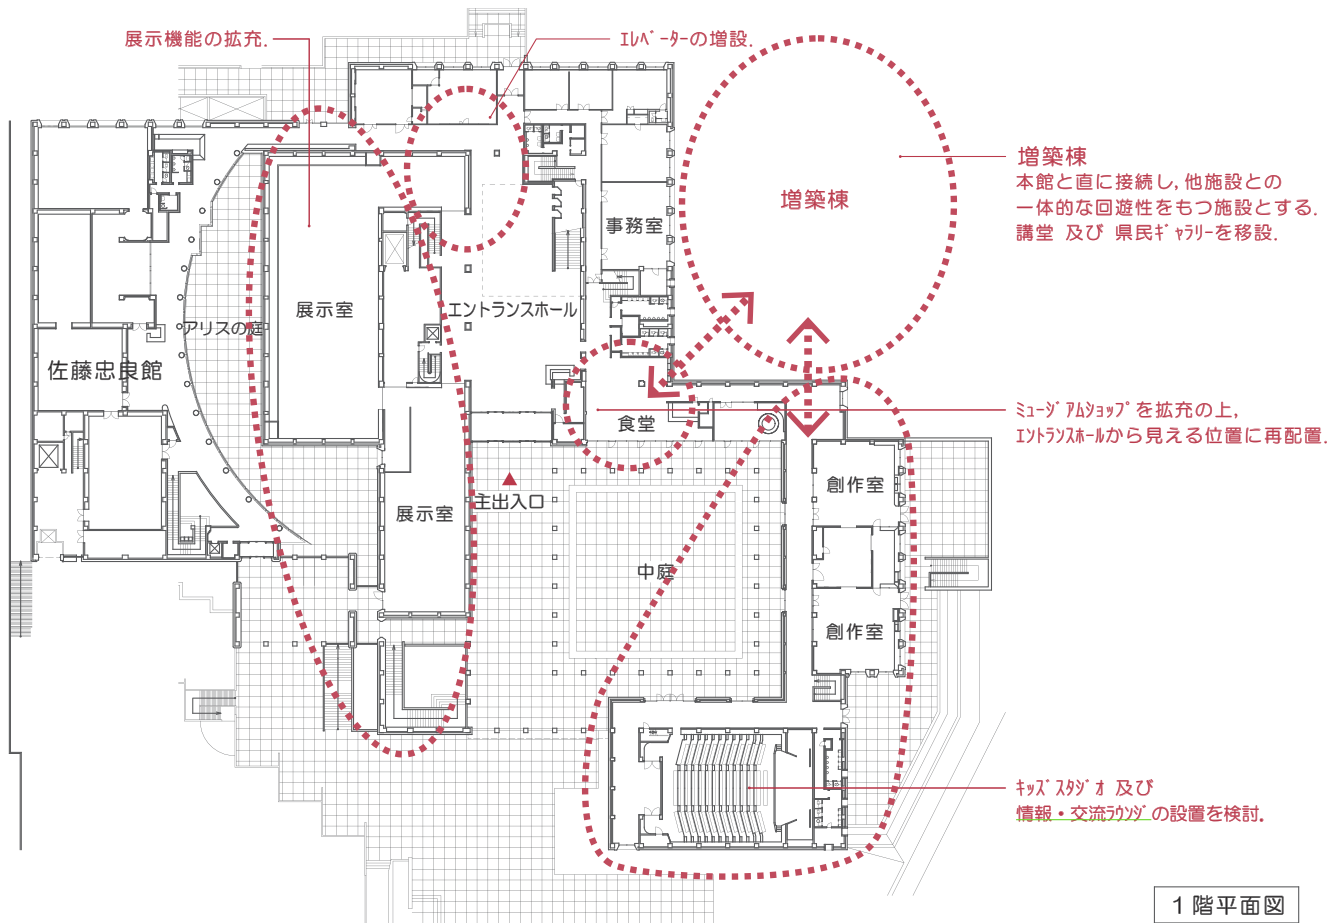 展示機能の拡充.
ｴﾚﾍﾞｰﾀｰの増設.
増築棟
本館と直に接続し,他施設との
一体的な回遊性をもつ施設とする.
講堂 及び 県民ｷﾞｬﾗﾘｰを移設.
増築棟
事務室
展示室
エントランスホール
アリスの庭
佐藤忠良館
食堂
ﾐｭｰｼﾞｱﾑｼｮｯﾌﾟを拡充の上,
ｴﾝﾄﾗﾝｽﾎｰﾙから見える位置に再配置.
主出入口
展示室
創作室
中庭
創作室
ｷｯｽﾞｽﾀｼﾞｵ 及び
情報・交流ﾗｳﾝｼﾞの設置を検討.
1階平面図